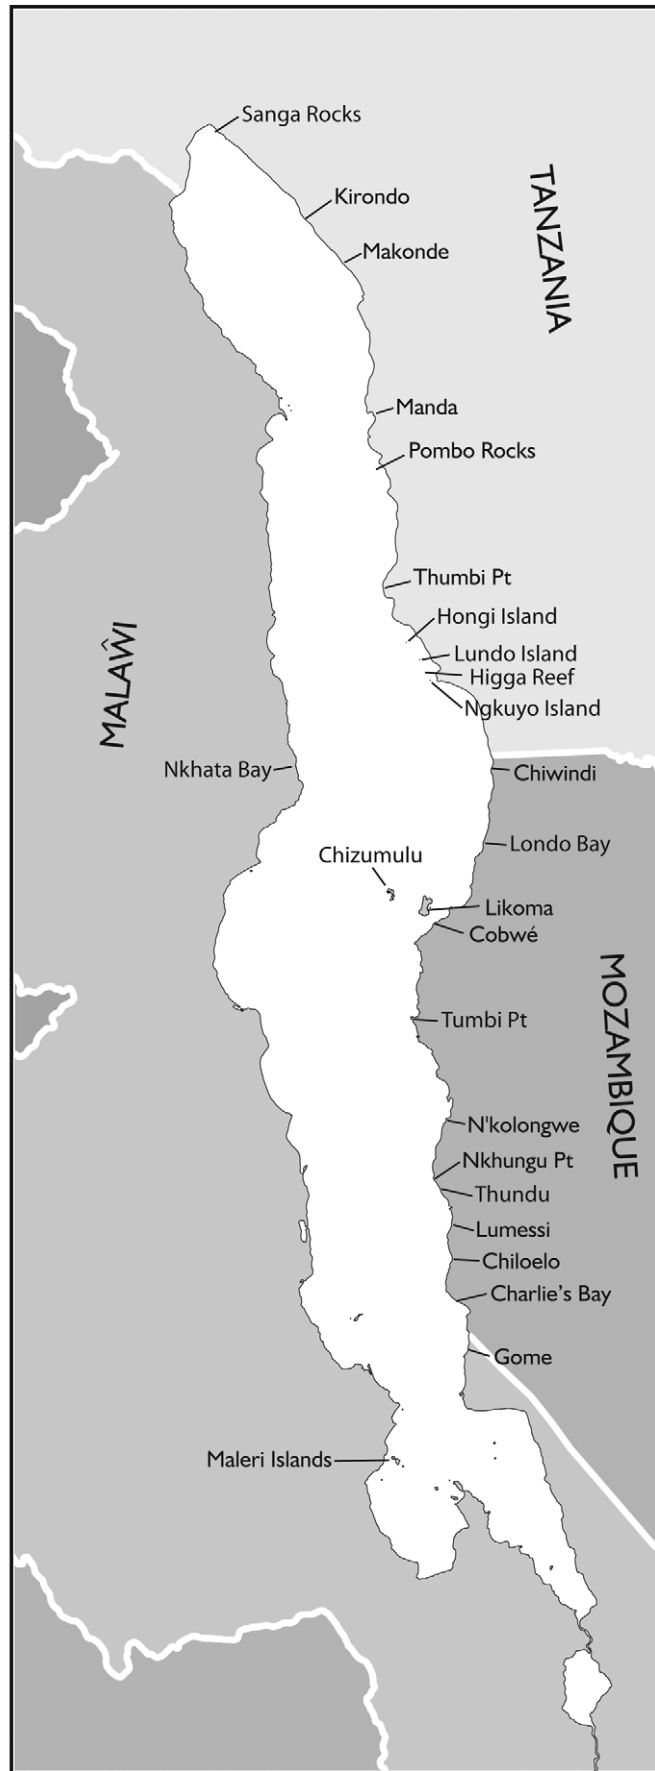 Sanga Rocks
Kirondo
Makonde
TANZANIA
Manda
Pombo Rocks
Thumbi Pt
Hongi Island
Lundo Island
Higga Reef
Ngkuyo Island
MALAŴI
Nkhata Bay
Chiwindi
Londo Bay
Chizumulu
Likoma
Cobwé
MOZAMBIQUE
Tumbi Pt
N'kolongwe
Nkhungu Pt
Thundu
Lumessi
Chiloelo
Charlie’s Bay
Gome
Maleri Islands